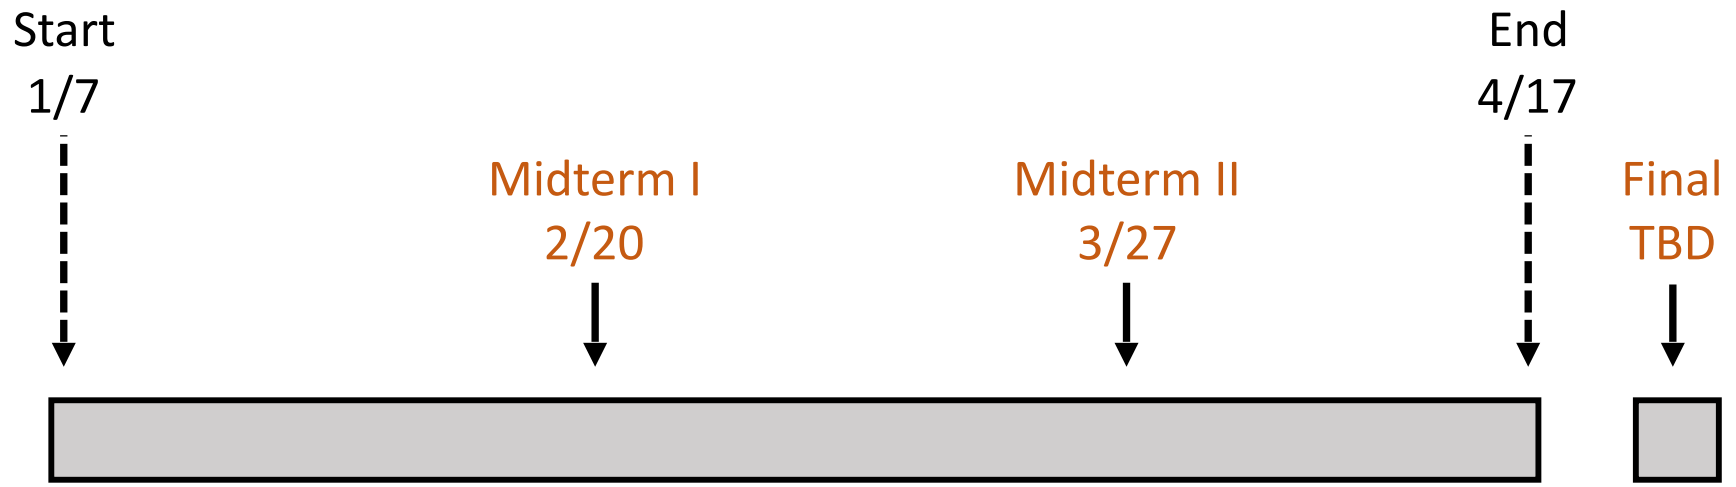 Start
1/7
End
4/17
Midterm I
2/20
Midterm II
3/27
Final
TBD